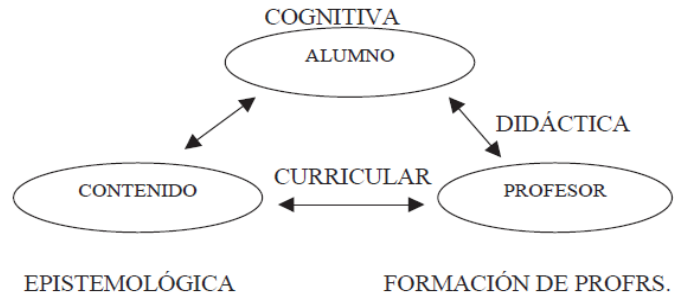 COGNITIVA
ALUMNO
DIDÁCTICA
CONTENIDO
CURRICULAR
PROFESOR
EPISTEMOLÓGICA
FORMACIÓN DE PROFRS.